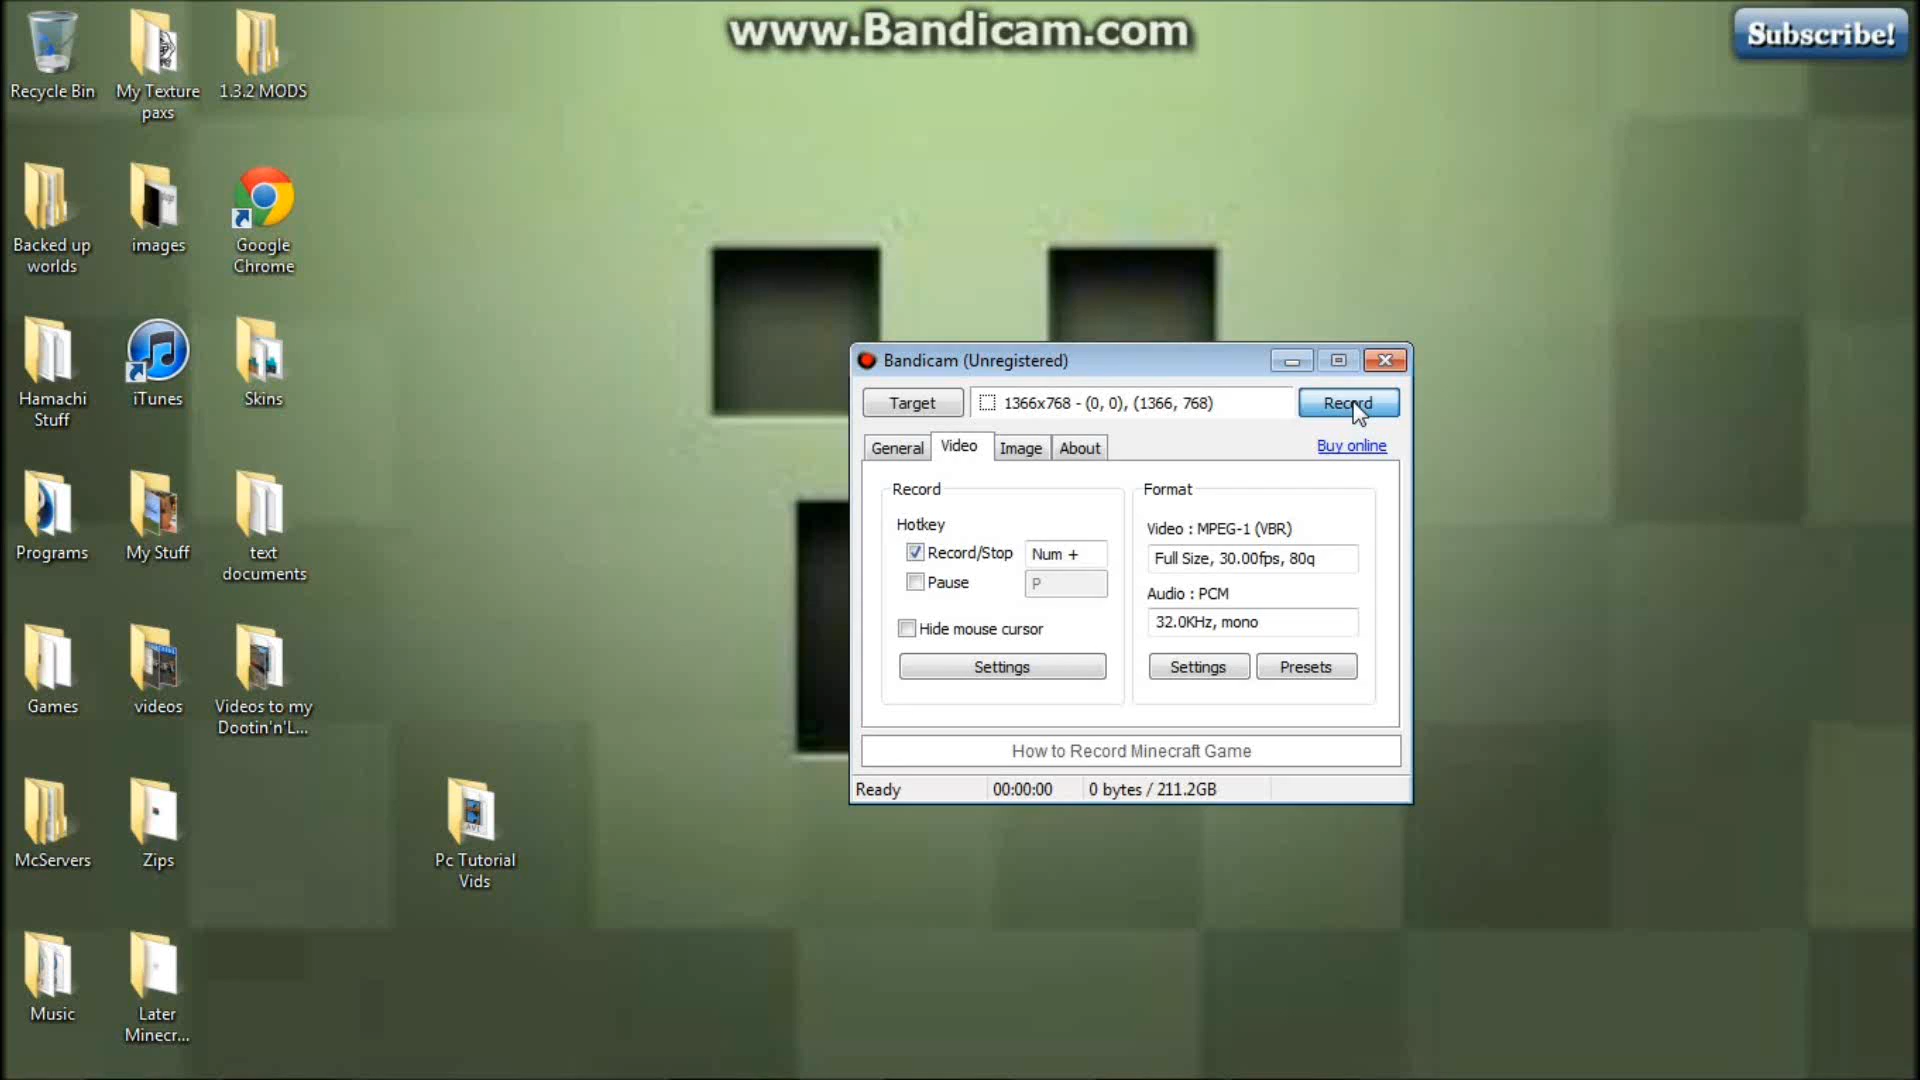 www.Bandicam.com
Subscribe!
Recycle Bin
My Texture
paxs
1.3.2 MODS
Backed up
worlds
images
Google
Chrome
Hamachi
Stuff
iTunes
Skins
Programs
My Stuff
text
documents
Games
videos
Videos to my
Dootin'n'L...
McServers
Zips
Pc Tutorial
Vids
Music
Later
Minecr...
Bandicam (Unregistered)
Target
1366x768 - (0, 0), (1366, 768)
Record
General
Video
Image
About
Buy online
Record
Hotkey
Record/Stop
Num +
Pause
P
Hide mouse cursor
Settings
Format
Video : MPEG-1 (VBR)
Full Size, 30.00fps, 80q
Audio : PCM
32.0KHz, mono
Settings
Presets
How to Record Minecraft Game
Ready
00:00:00
0 bytes / 211.2GB